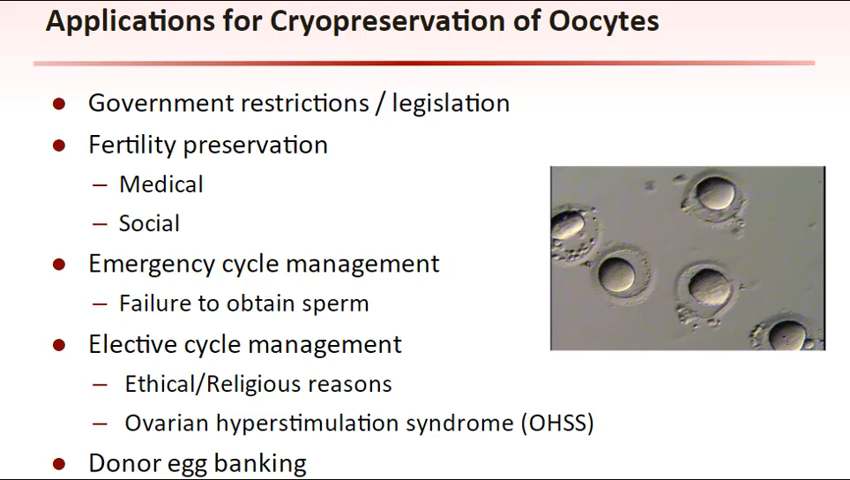 Applications for Cryopreservation of Oocytes
● Government restrictions / legislation
● Fertility preservation
– Medical
– Social
● Emergency cycle management
– Failure to obtain sperm
● Elective cycle management
– Ethical/Religious reasons
– Ovarian hyperstimulation syndrome (OHSS)
● Donor egg banking